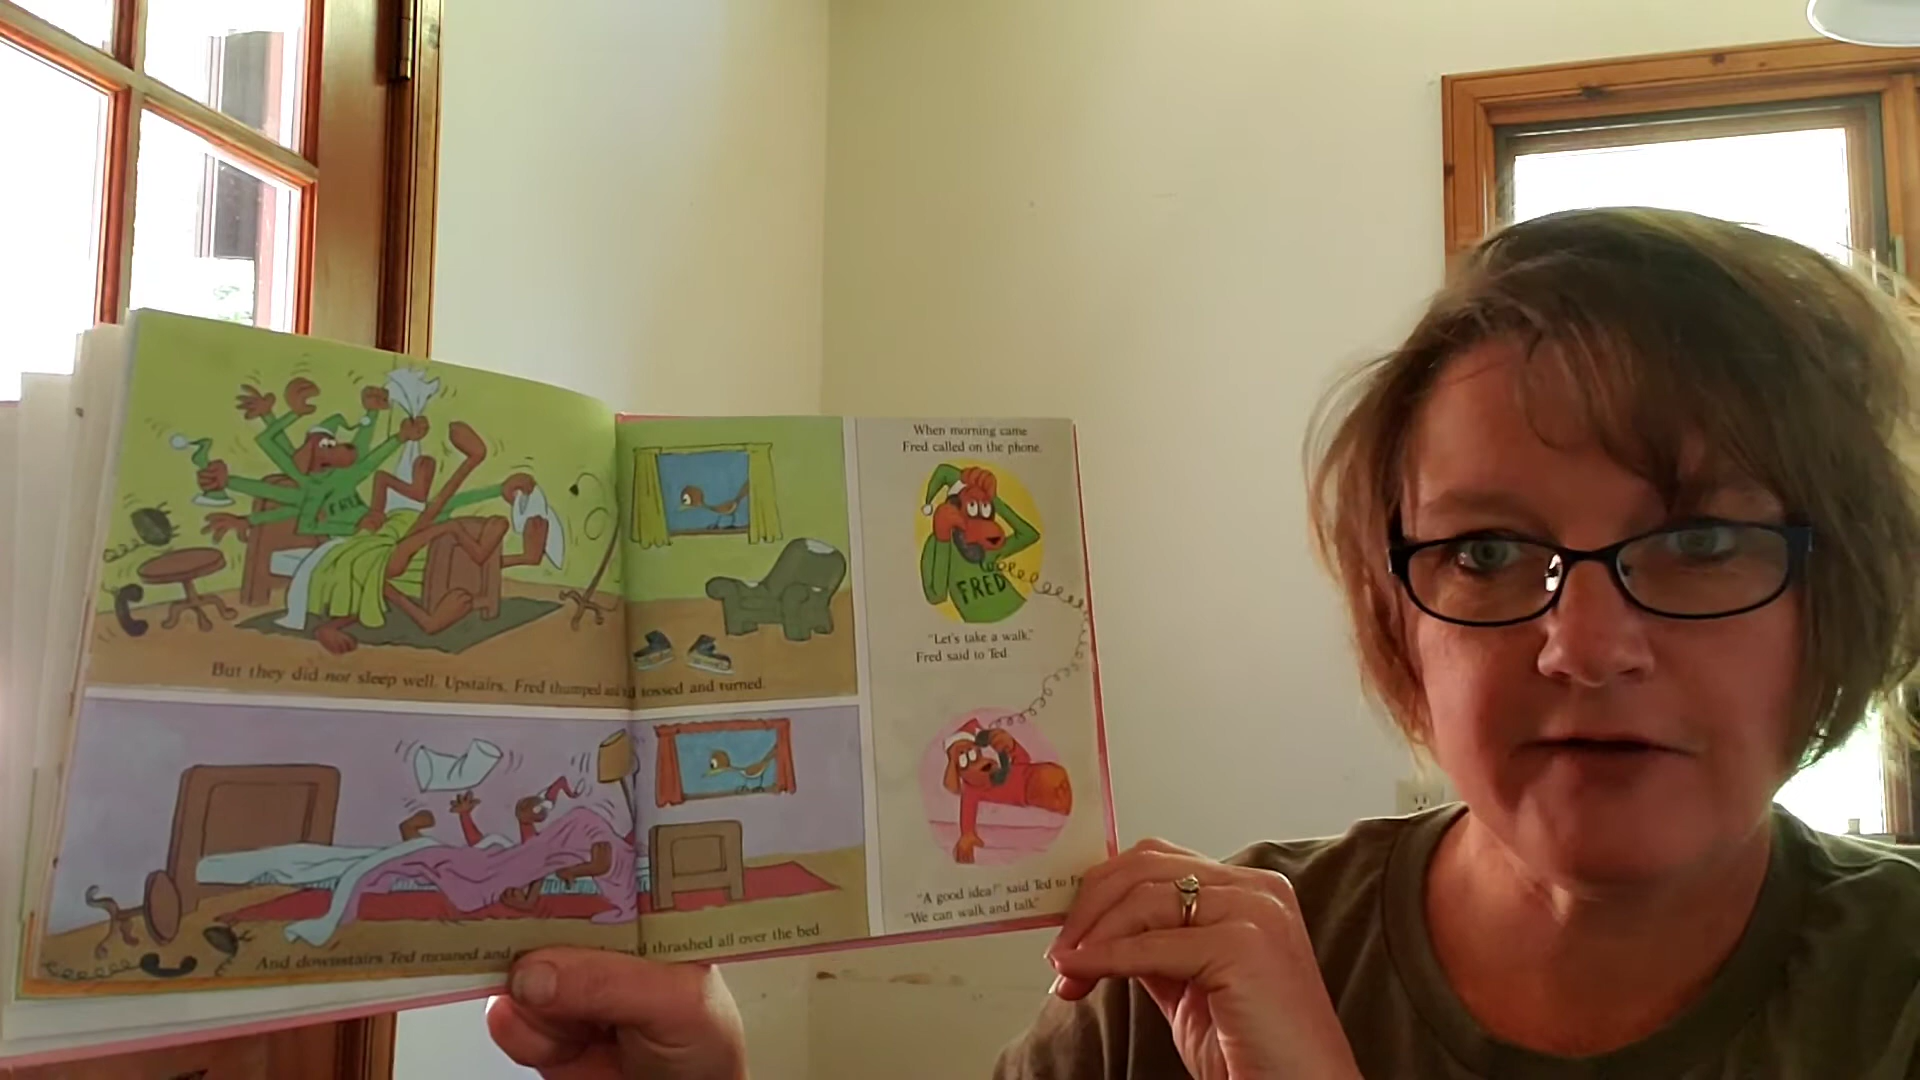 FRED
But they did not sleep well. Upstairs, Fred thumped and tossed and turned.
And downstairs Ted moaned and thrashed all over the bed.
When morning came
Fred called on the phone.
FRED
"Let's take a walk,"
Fred said to Ted.
"A good idea!" said Ted to
"We can walk and talk."